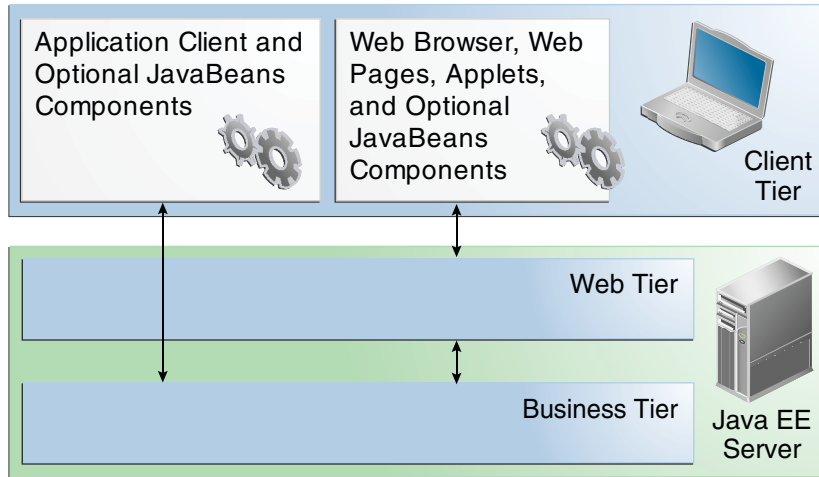 Application Client and
Optional JavaBeans
Components
Web Browser, Web
Pages, Applets,
and Optional
JavaBeans
Components
Client
Tier
Web Tier
Business Tier
Java EE
Server